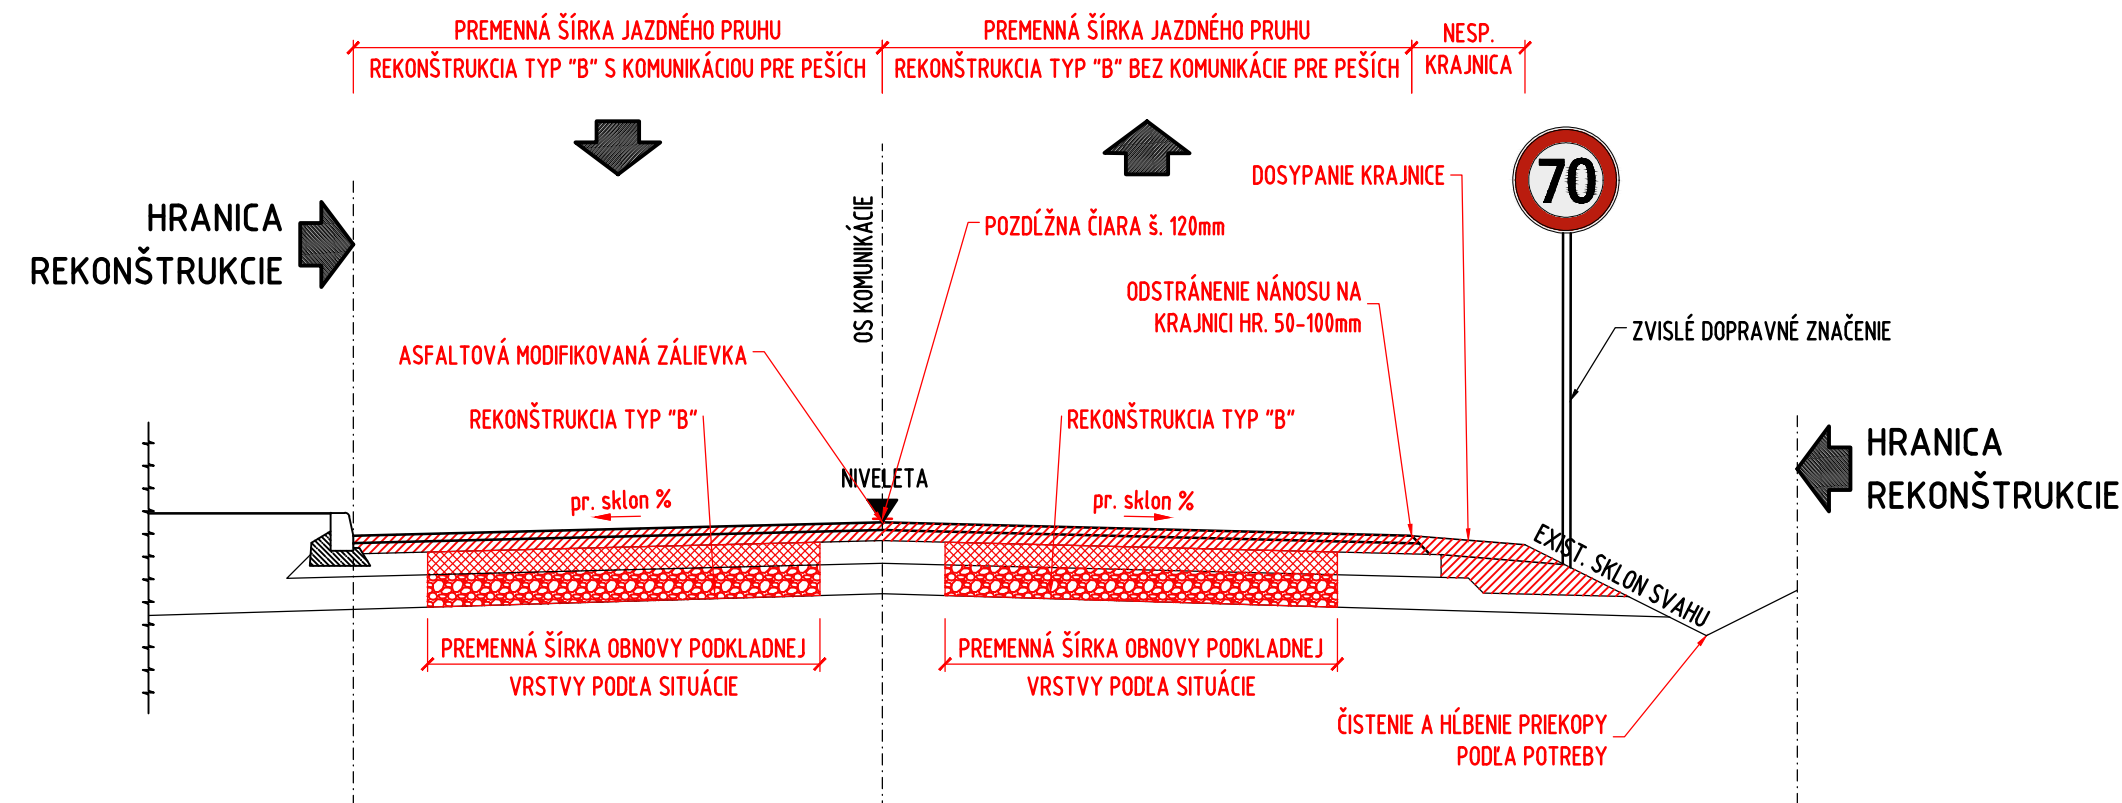 PREMENNÁ ŠÍRKA JAZDNÉHO PRUHU
REKONŠTRUKCIA TYP "B" S KOMUNIKÁCIOU PRE PEŠÍCH
PREMENNÁ ŠÍRKA JAZDNÉHO PRUHU
REKONŠTRUKCIA TYP "B" BEZ KOMUNIKÁCIE PRE PEŠÍCH
NESP.
KRAJNICA
HRANICA
REKONŠTRUKCIE
OS KOMUNIKÁCIE
POZDĹŽNA ČIARA š. 120mm
DOSYPANIE KRAJNICE
70
ODSTRÁNENIE NÁNOSU NA
KRAJNICI HR. 50-100mm
ZVISLÉ DOPRAVNÉ ZNAČENIE
ASFALTOVÁ MODIFIKOVANÁ ZÁLIEVKA
REKONŠTRUKCIA TYP "B"
REKONŠTRUKCIA TYP "B"
HRANICA
REKONŠTRUKCIE
NIVELETA
pr. sklon %
pr. sklon %
EXIST. SKLON SVAHU
PREMENNÁ ŠÍRKA OBNOVY PODKLADNEJ
VRSTVY PODĽA SITUÁCIE
PREMENNÁ ŠÍRKA OBNOVY PODKLADNEJ
VRSTVY PODĽA SITUÁCIE
ČISTENIE A HĹBENIE PRIEKOPY
PODĽA POTREBY